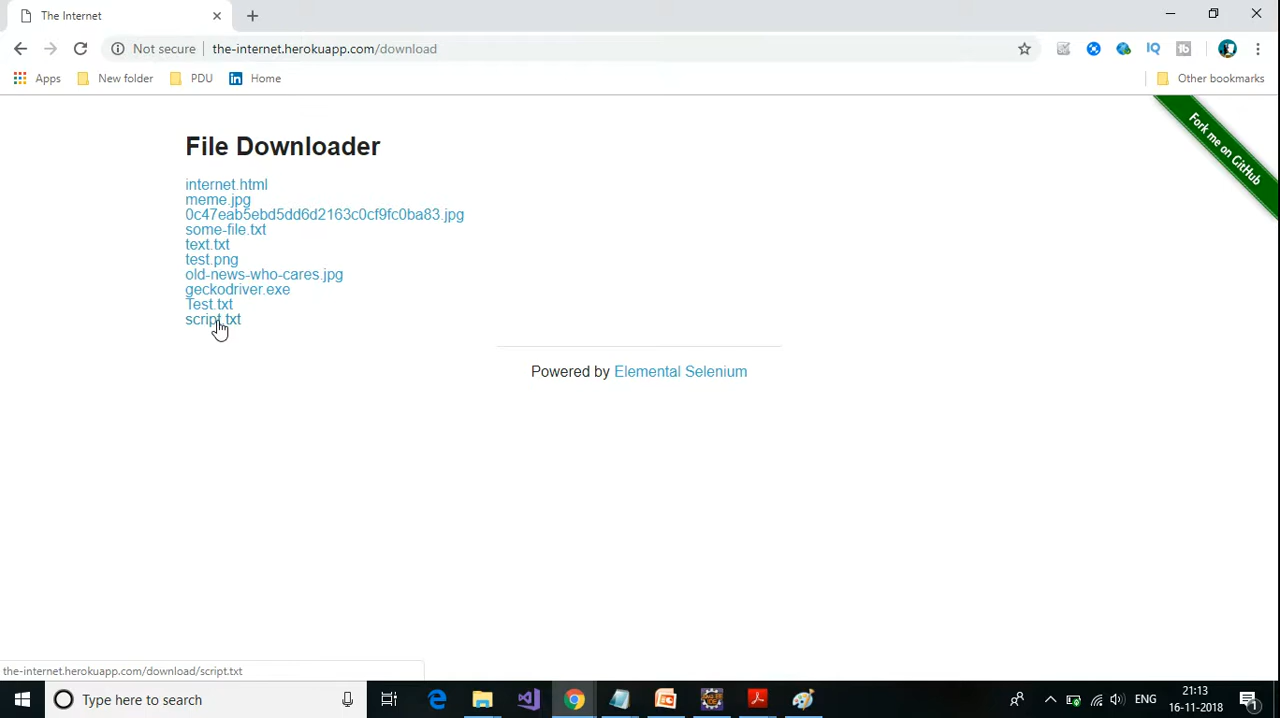 The Internet
Not secure the-internet.herokuapp.com/download
Apps New folder PDU Home Other bookmarks
Fork me on GitHub
File Downloader
internet.html
meme.jpg
0c47eab5ebd5dd6d2163c0cf9fc0ba83.jpg
some-file.txt
text.txt
test.png
old-news-who-cares.jpg
geckodriver.exe
Test.txt
script.txt
Powered by Elemental Selenium
the-internet.herokuapp.com/download/script.txt
Type here to search
ENG
21:13
16-11-2018